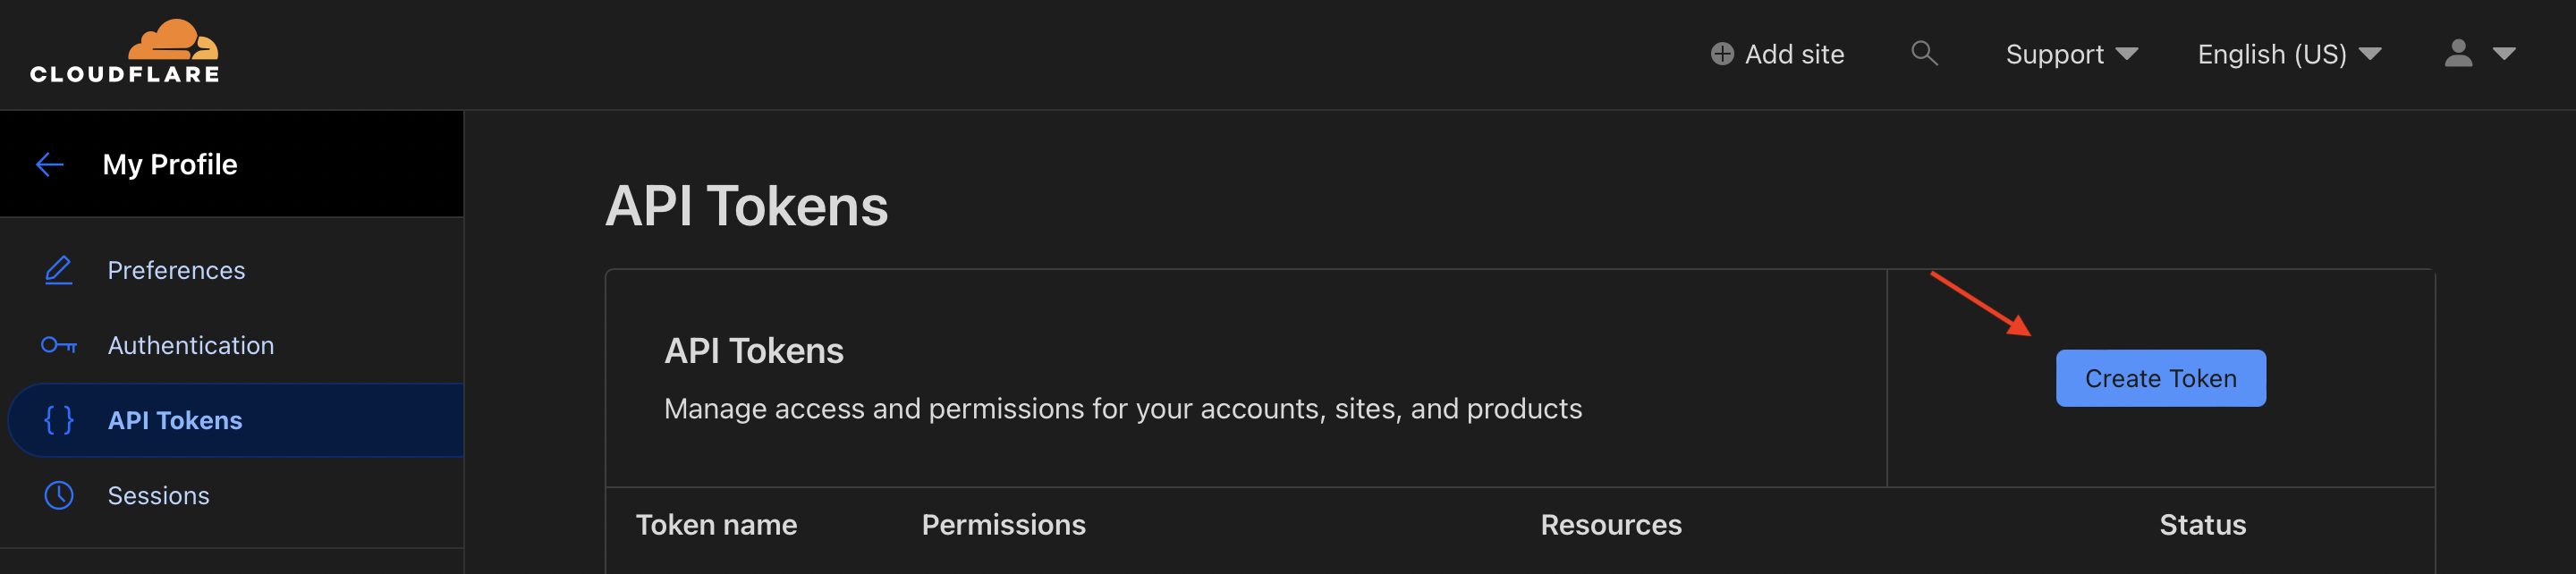 CLOUDFLARE
Add site
Support
English (US)
My Profile
Preferences
Authentication
API Tokens
Sessions
API Tokens
API Tokens
Manage access and permissions for your accounts, sites, and products
Create Token
Token name Permissions Resources Status